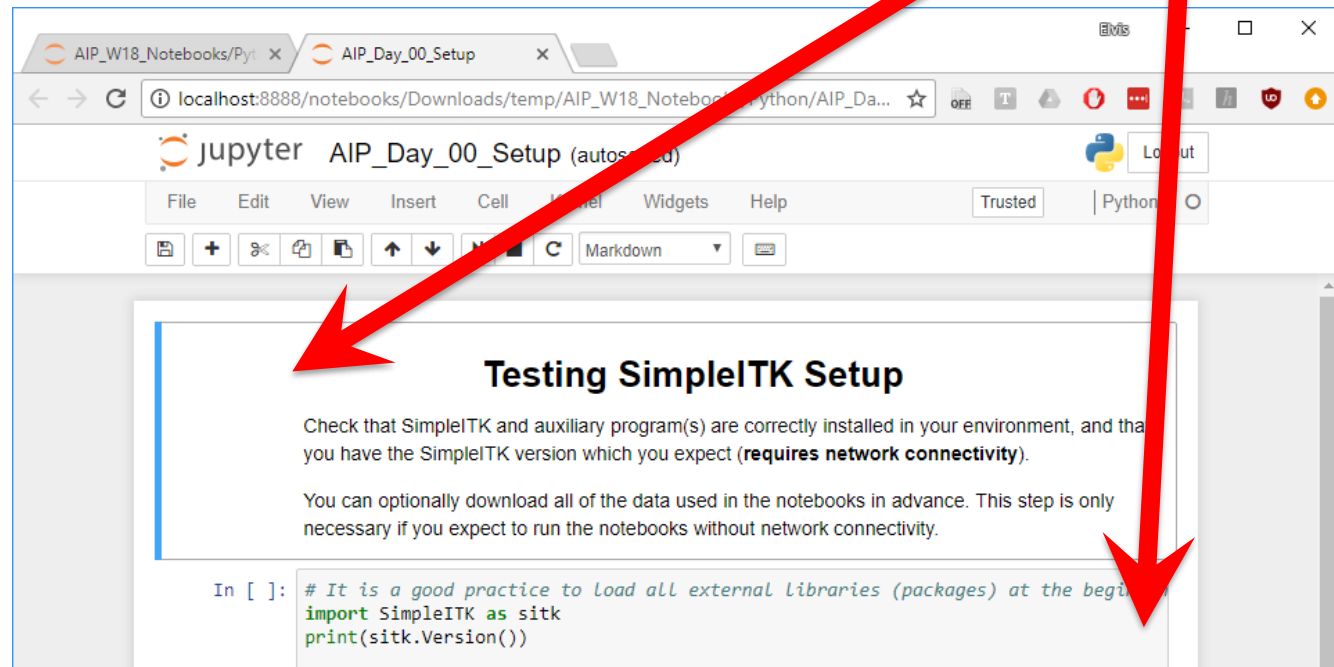 Elvis
AIP_W18_Notebooks/Pyt
AIP_Day_00_Setup
localhost:8888/notebooks/Downloads/temp/AIP_W18_Noteboo Python/AIP_Da...
OFF
jupyter AIP_Day_00_Setup (autos ed)
File Edit View Insert Cell Widgets Help Trusted Python
Markdown
Testing SimpleITK Setup
Check that SimpleITK and auxiliary program(s) are correctly installed in your environment, and tha
you have the SimpleITK version which you expect (requires network connectivity).
You can optionally download all of the data used in the notebooks in advance. This step is only
necessary if you expect to run the notebooks without network connectivity.
In [ ]: # It is a good practice to load all external libraries (packages) at the begin
import SimpleITK as sitk
print(sitk.Version())